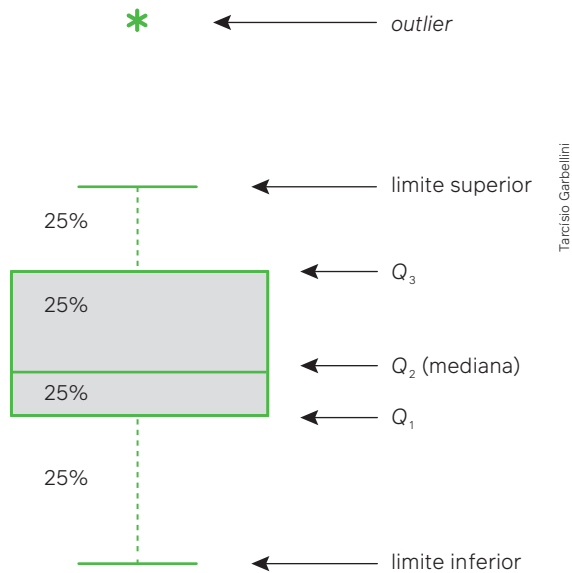 outlier
limite superior
25%
Q₃
25%
Q₂ (mediana)
25%
Q₁
25%
limite inferior
Tarcísio Garbellini